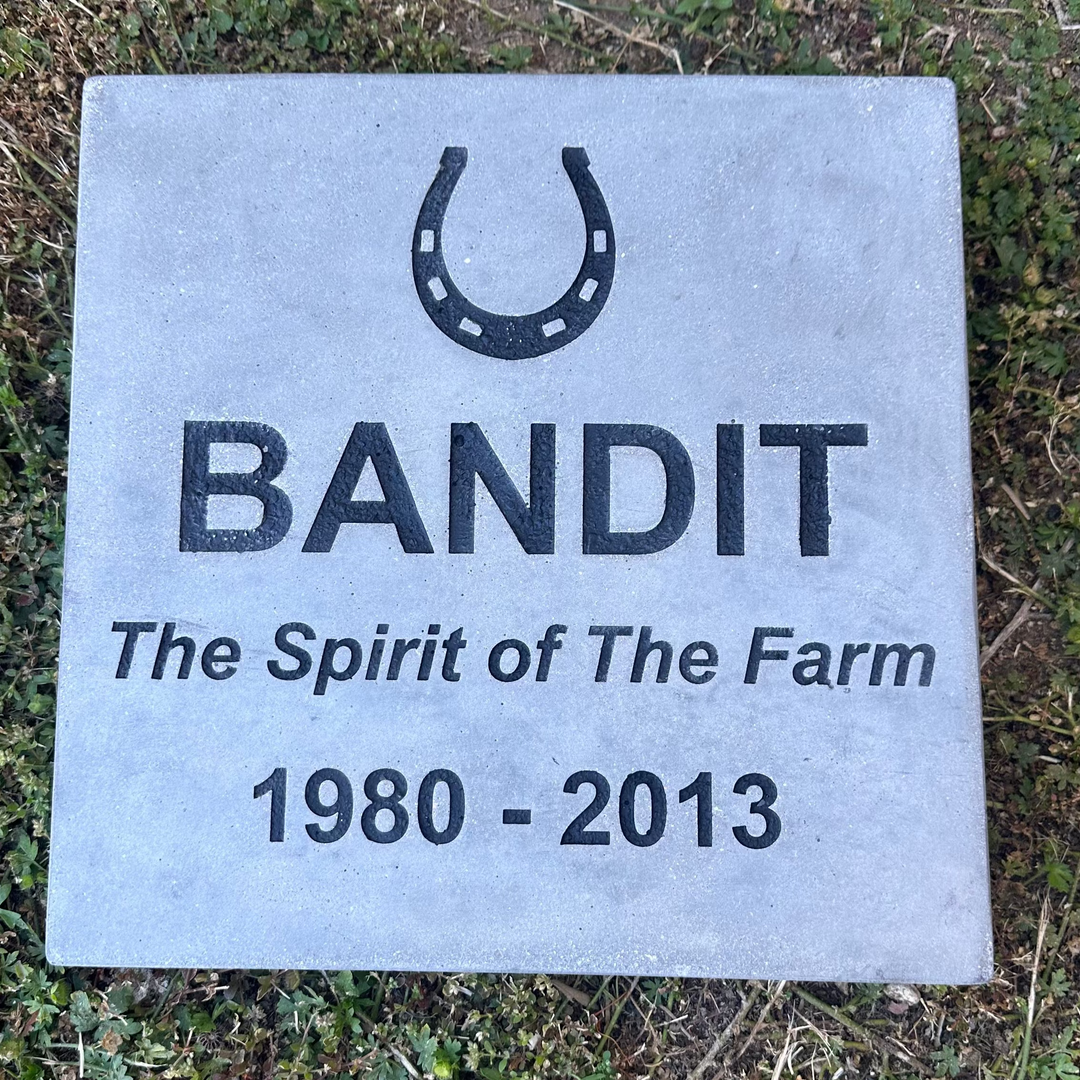 BANDIT
The Spirit of The Farm
1980 - 2013